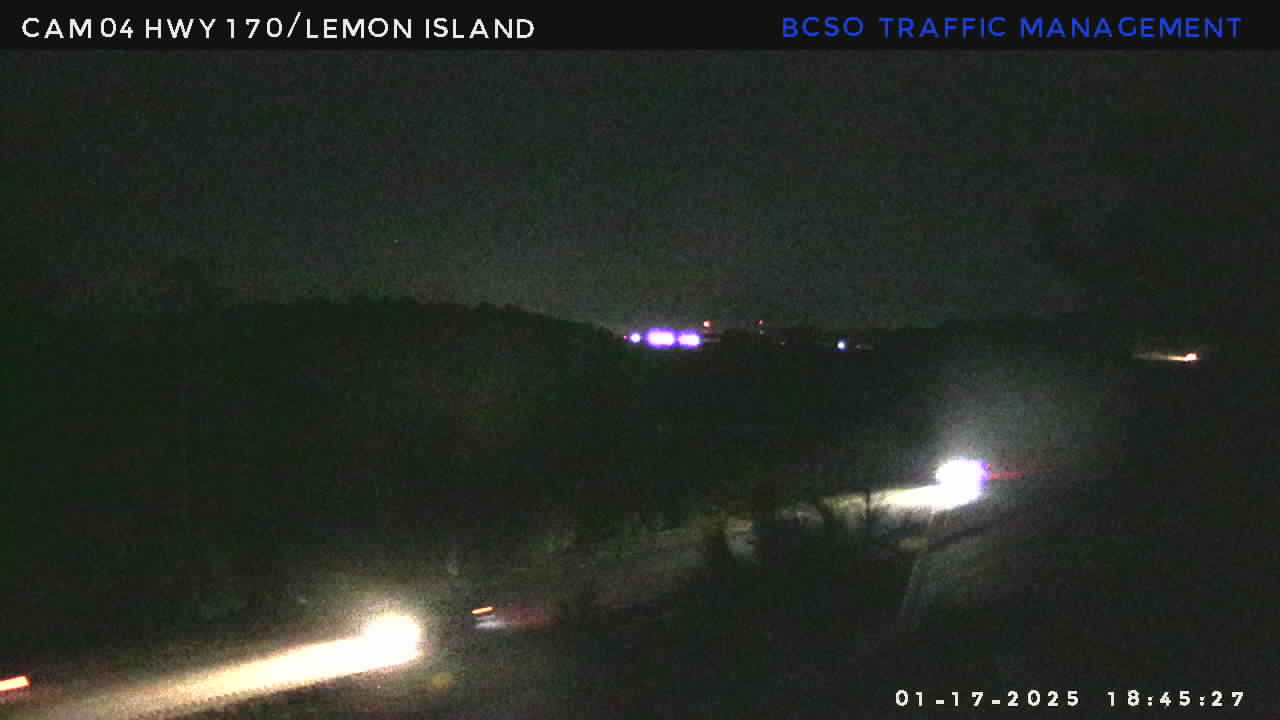 CAM04 HWY 170/LEMON ISLAND
BCSO TRAFFIC MANAGEMENT
01-17-2025 18:45:27